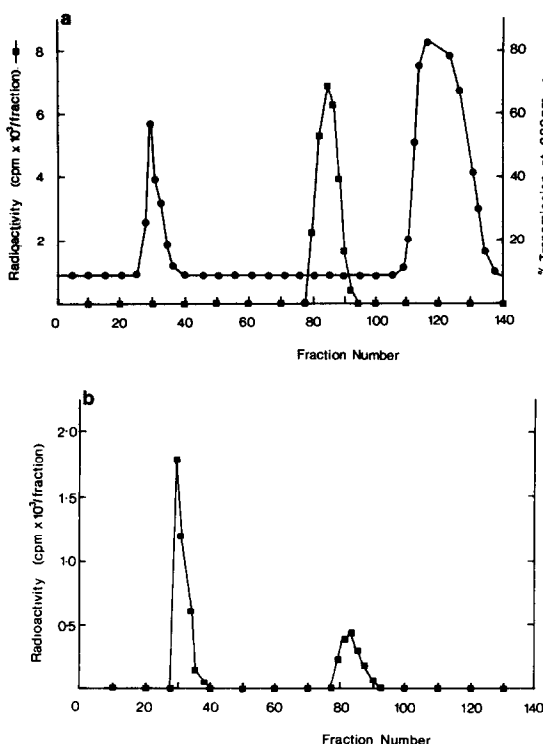 a
Radioactivity (cpm x 10³/fraction). —■—
8
6
4
2
0 20 40 60 80 100 120 140
Fraction Number
80
60
40
20
% Transmission at
b
Radioactivity (cpm x 10³/fraction)
2·0
1·5
1·0
0·5
0 20 40 60 80 100 120 140
Fraction Number